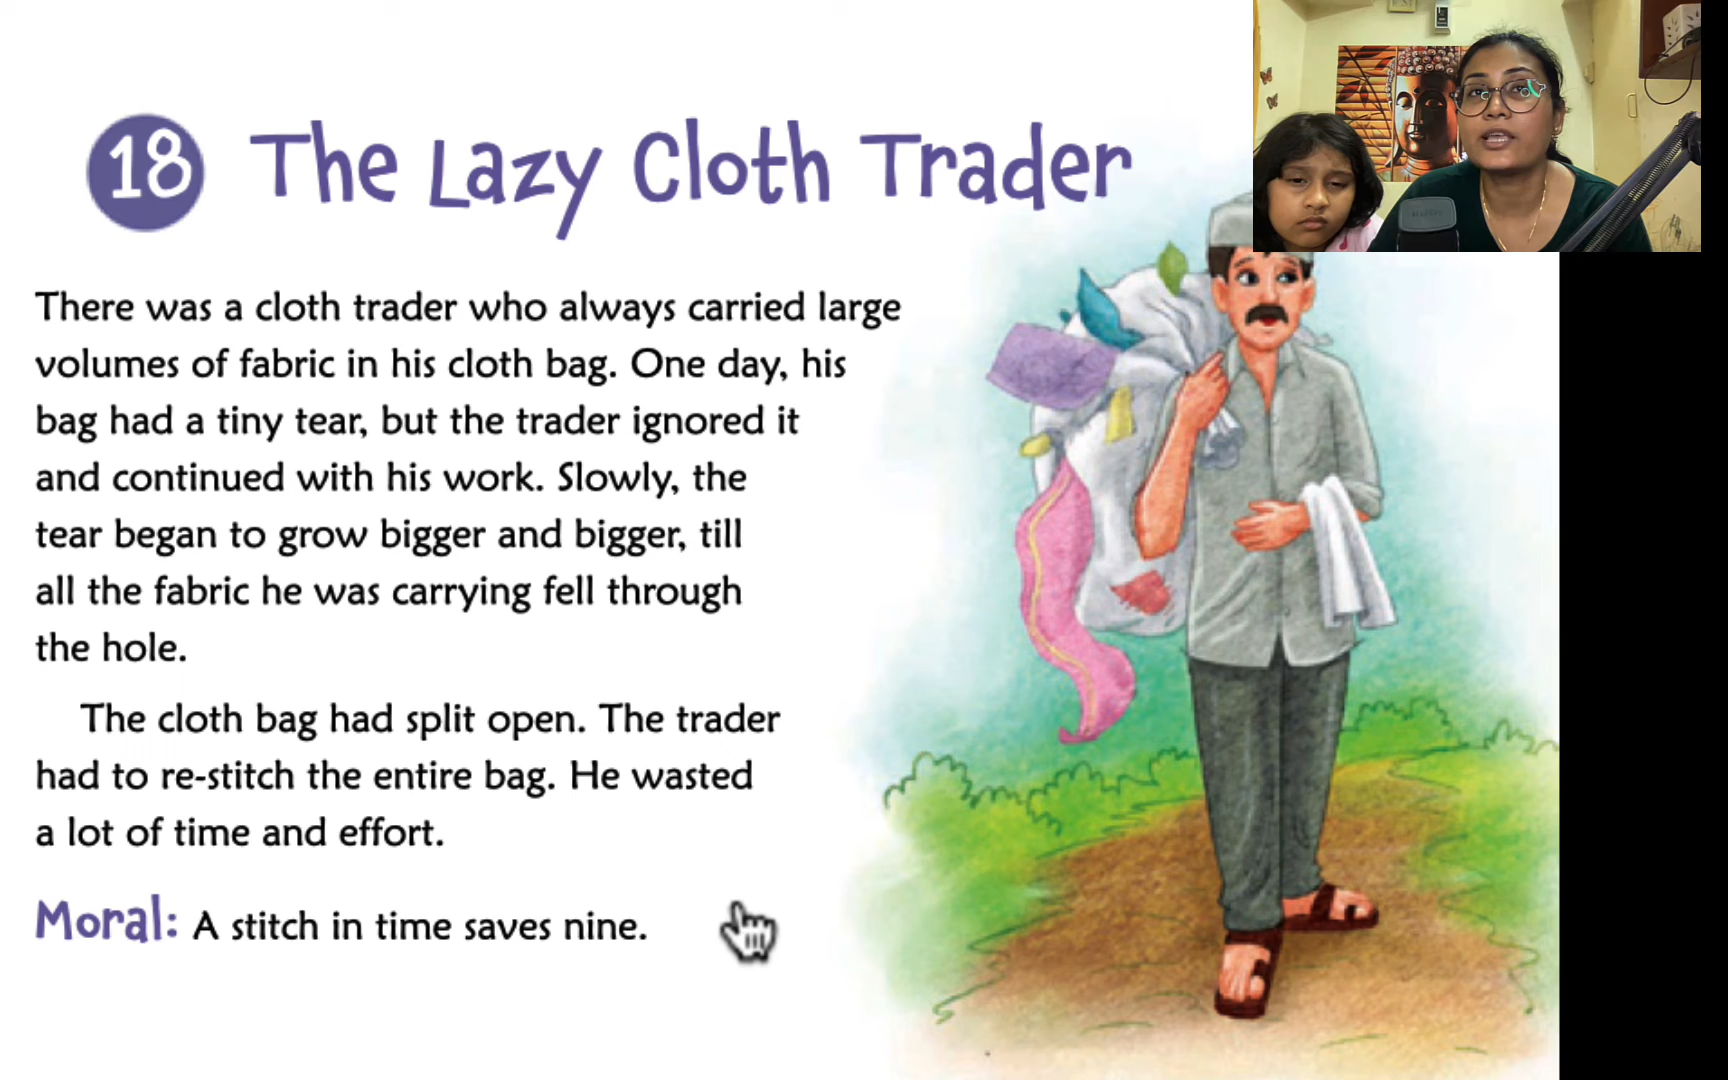 18 The Lazy Cloth Trader
There was a cloth trader who always carried large
volumes of fabric in his cloth bag. One day, his
bag had a tiny tear, but the trader ignored it
and continued with his work. Slowly, the
tear began to grow bigger and bigger, till
all the fabric he was carrying fell through
the hole.
The cloth bag had split open. The trader
had to re-stitch the entire bag. He wasted
a lot of time and effort.
Moral: A stitch in time saves nine.